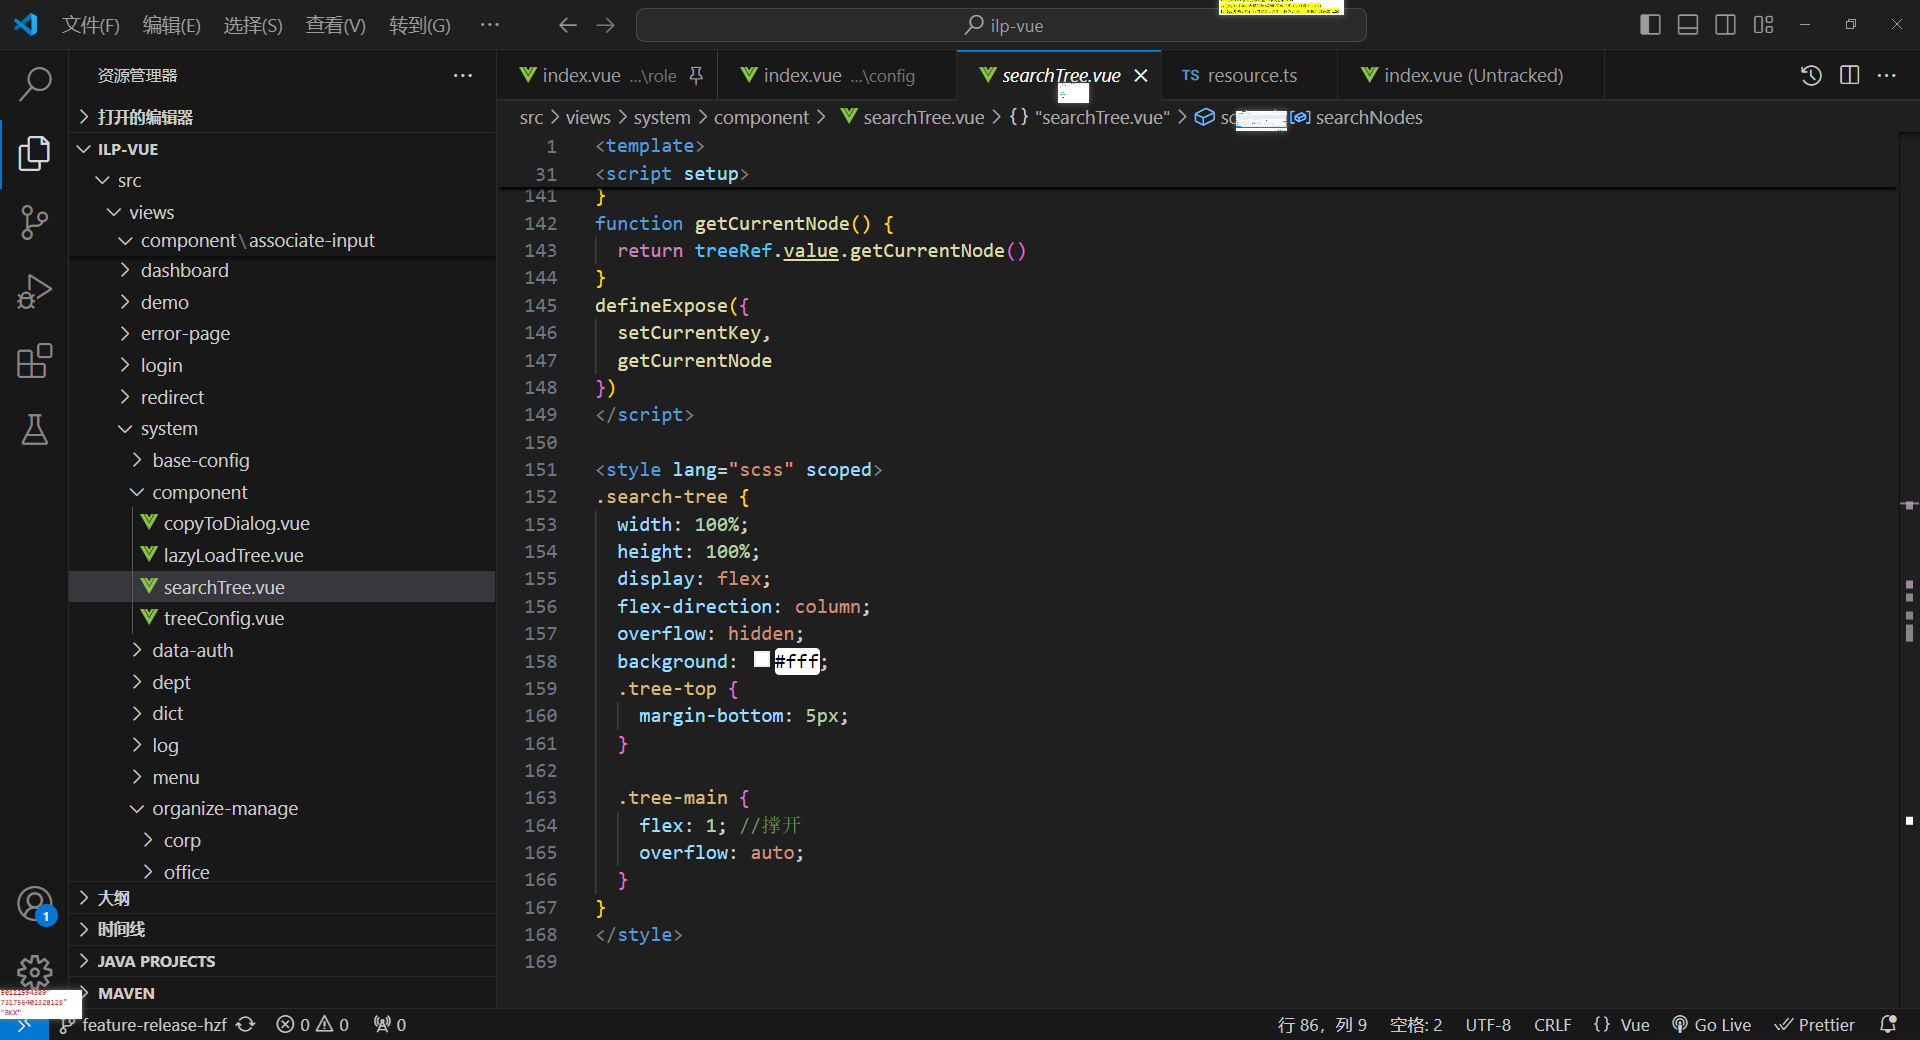 文件(F) 编辑(E) 选择(S) 查看(V) 转到(G) ··· ilp-vue
资源管理器 ···
打开的编辑器
ILP-VUE
src
views
component\associate-input
dashboard
demo
error-page
login
redirect
system
base-config
component
copyToDialog.vue
lazyLoadTree.vue
searchTree.vue
treeConfig.vue
data-auth
dept
dict
log
menu
organize-manage
corp
office
大纲
时间线
JAVA PROJECTS
MAVEN
1
index.vue ...\role index.vue ...\config searchTree.vue TS resource.ts index.vue (Untracked) ···
src > views > system > component > searchTree.vue > {} "searchTree.vue" > searchNodes
1 <template>
31 <script setup>
141 }
142 function getCurrentNode() {
143 return treeRef.value.getCurrentNode()
144 }
145 defineExpose({
146 setCurrentKey,
147 getCurrentNode
148 })
149 </script>
150
151 <style lang="scss" scoped>
152 .search-tree {
153 width: 100%;
154 height: 100%;
155 display: flex;
156 flex-direction: column;
157 overflow: hidden;
158 background: #fff;
159 .tree-top {
160 margin-bottom: 5px;
161 }
162
163 .tree-main {
164 flex: 1; //撑开
165 overflow: auto;
166 }
167 }
168 </style>
169
731756401328128"
"BKX"
feature-release-hzf 0 0 0 行 86，列 9 空格: 2 UTF-8 CRLF {} Vue Go Live Prettier